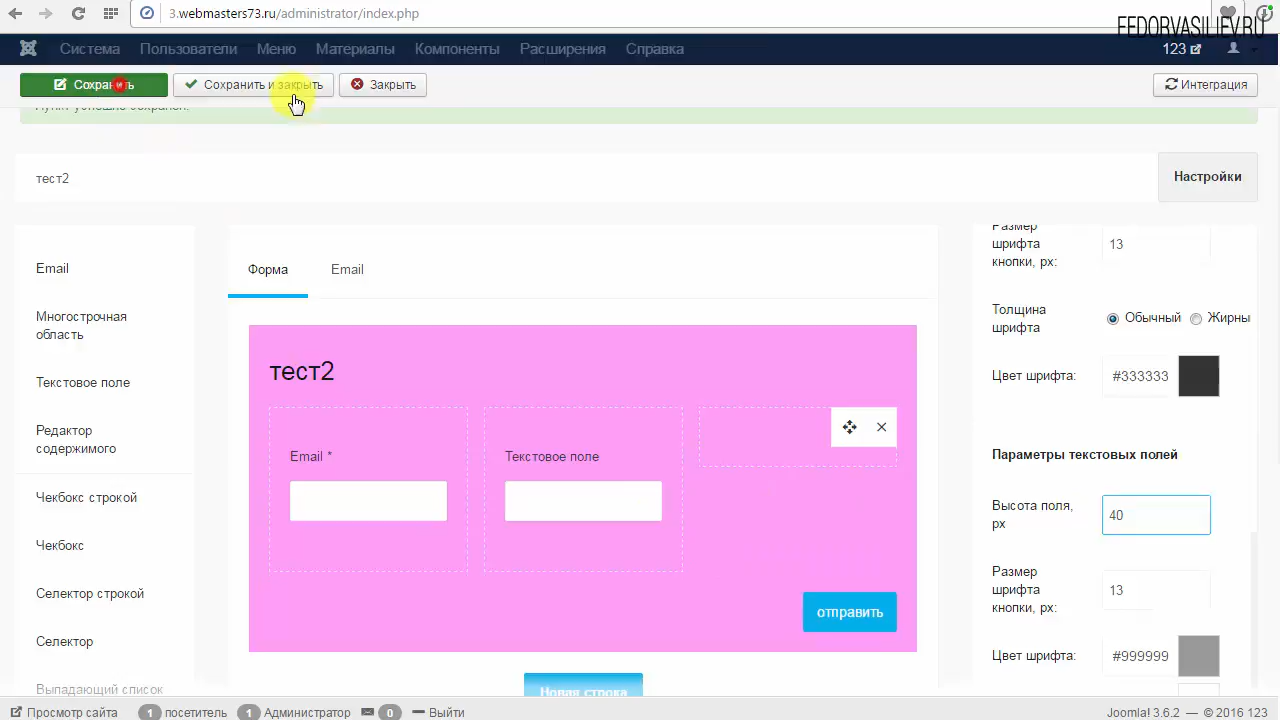 3.webmasters73.ru/administrator/index.php
FEDORVASILIEV.RU
Система Пользователи Меню Материалы Компоненты Расширения Справка 123
Сохранить Сохранить и закрыть Закрыть Интеграция
Пункт успешно сохранен.
тест2 Настройки
Email
Многострочная
область
Текстовое поле
Редактор
содержимого
Чекбокс строкой
Чекбокс
Селектор строкой
Селектор
Выпадающий список
Форма Email
тест2
Email * Текстовое поле
отправить
Новая строка
Размер
шрифта
кнопки, px:
13
Толщина
шрифта
Обычный Жирны
Цвет шрифта: #333333
Параметры текстовых полей
Высота поля,
px
40
Размер
шрифта
кнопки, px:
13
Цвет шрифта: #999999
Просмотр сайта 1 посетитель 1 Администратор 0 Выйти Joomla! 3.6.2 — © 2016 123